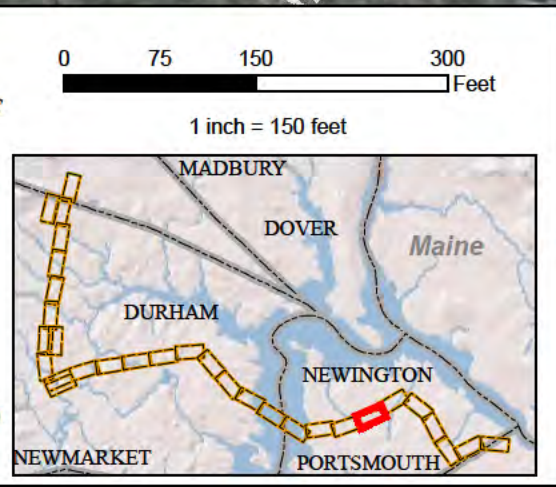 0 75 150 300
Feet
1 inch = 150 feet
MADBURY
DOVER
Maine
DURHAM
NEWINGTON
NEWMARKET
PORTSMOUTH